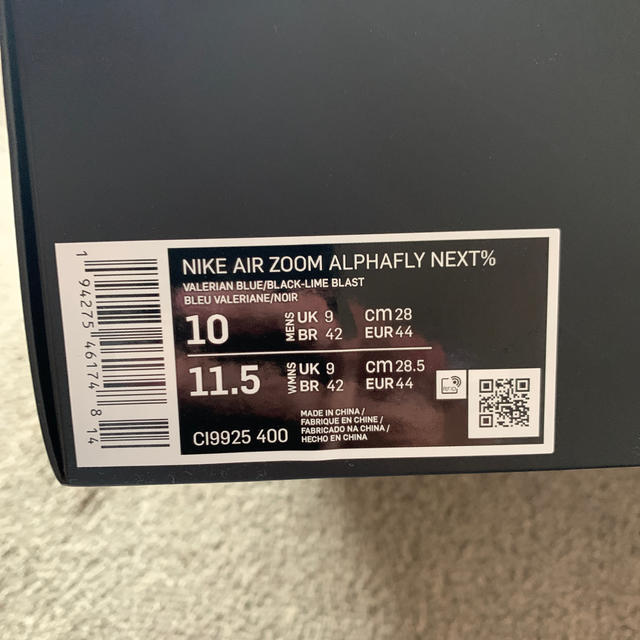 NIKE AIR ZOOM ALPHAFLY NEXT%
VALERIAN BLUE/BLACK-LIME BLAST
BLEU VALERIANE/NOIR
10 MENS UK 9 cm 28
BR 42 EUR 44
11.5 WMNS UK 9 cm 28.5
BR 42 EUR 44
CI9925 400
MADE IN CHINA /
FABRIQUE EN CHINE /
FABRICADO NA CHINA /
HECHO EN CHINA
RFID
1 94275 46174 8 14